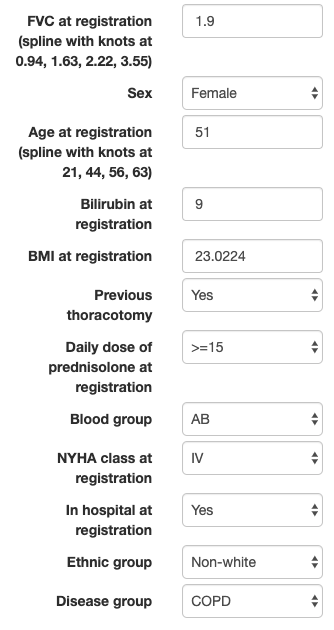 FVC at registration 1.9
(spline with knots at
0.94, 1.63, 2.22, 3.55)
Sex Female
Age at registration 51
(spline with knots at
21, 44, 56, 63)
Bilirubin at 9
registration
BMI at registration 23.0224
Previous Yes
thoracotomy
Daily dose of >=15
prednisolone at
registration
Blood group AB
NYHA class at IV
registration
In hospital at Yes
registration
Ethnic group Non-white
Disease group COPD